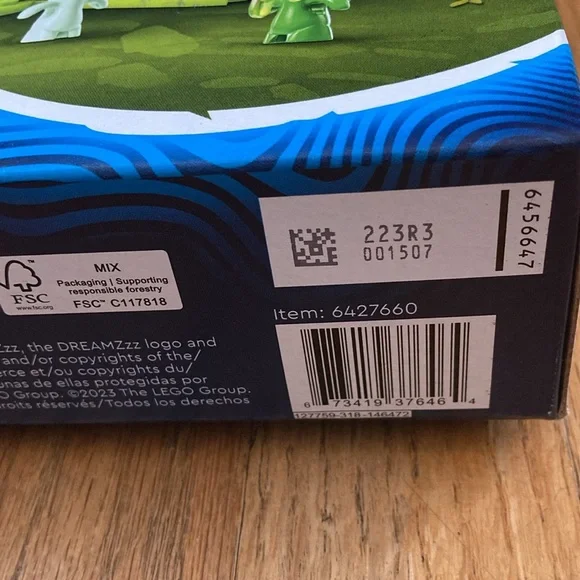 223R3
001507
6456647
FSC
www.fsc.org
MIX
Packaging | Supporting
responsible forestry
FSC™ C117818
Item: 6427660
Zzz, the DREAMZzz logo and
and/or copyrights of the/
erce et/ou copyrights du/
unas de ellas protegidas por
O Group. ©2023 The LEGO Group.
droits réservés/Todos los derechos
6 73419 37646 4
127759-318-146472